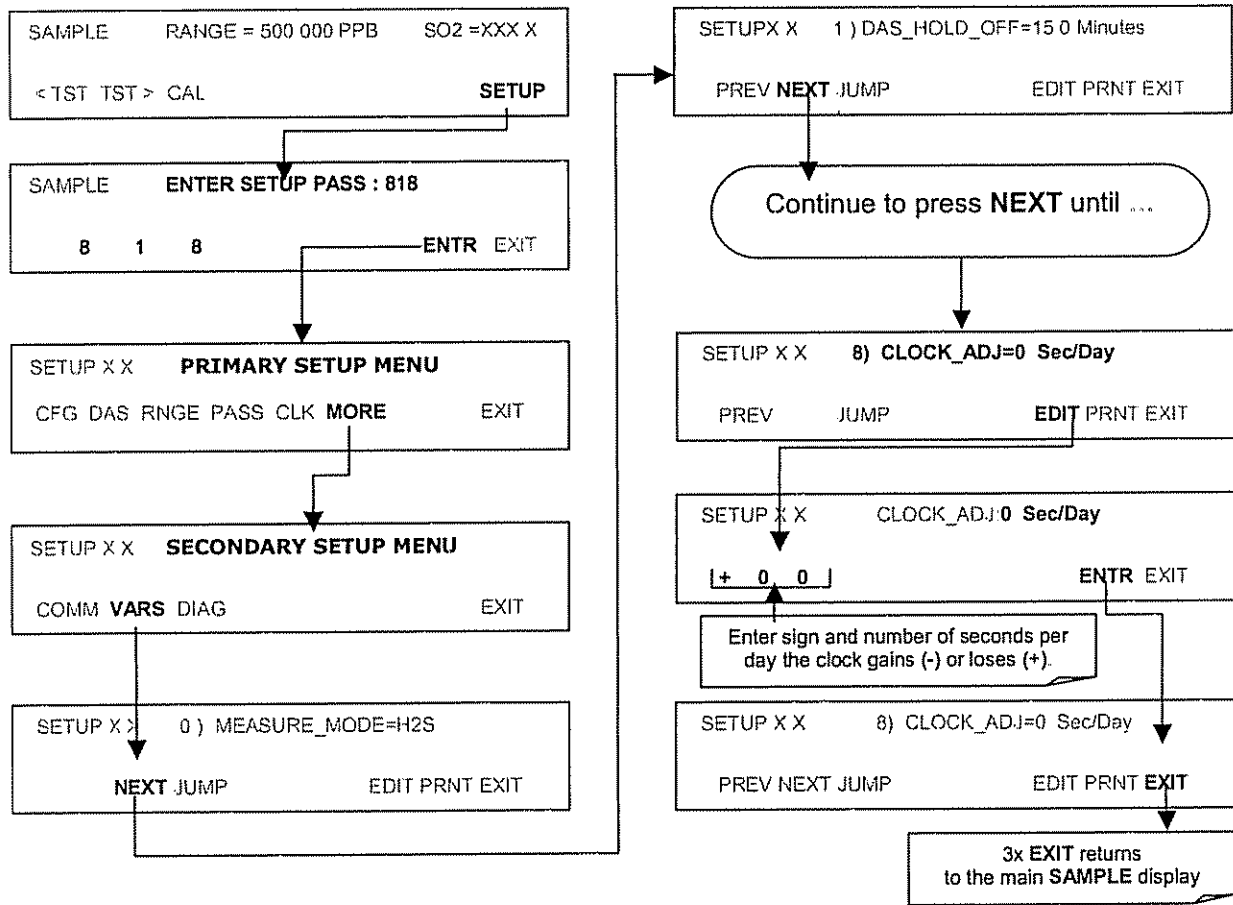 SAMPLE RANGE = 500 000 PPB SO2 =XXX X
< TST TST > CAL SETUP
SAMPLE ENTER SETUP PASS : 818
8 1 8 ENTR EXIT
SETUP X X PRIMARY SETUP MENU
CFG DAS RNGE PASS CLK MORE EXIT
SETUP X X SECONDARY SETUP MENU
COMM VARS DIAG EXIT
SETUP X X 0 ) MEASURE_MODE=H2S
NEXT JUMP EDIT PRNT EXIT
SETUPX X 1 ) DAS_HOLD_OFF=15 0 Minutes
PREV NEXT JUMP EDIT PRNT EXIT
Continue to press NEXT until ...
SETUP X X 8) CLOCK_ADJ=0 Sec/Day
PREV JUMP EDIT PRNT EXIT
SETUP X X CLOCK_ADJ:0 Sec/Day
+ 0 0 ENTR EXIT
Enter sign and number of seconds per
day the clock gains (-) or loses (+).
SETUP X X 8) CLOCK_ADJ=0 Sec/Day
PREV NEXT JUMP EDIT PRNT EXIT
3x EXIT returns
to the main SAMPLE display